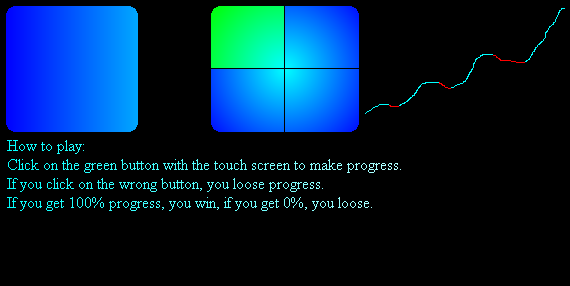 How to play:
Click on the green button with the touch screen to make progress.
If you click on the wrong button, you loose progress.
If you get 100% progress, you win, if you get 0%, you loose.